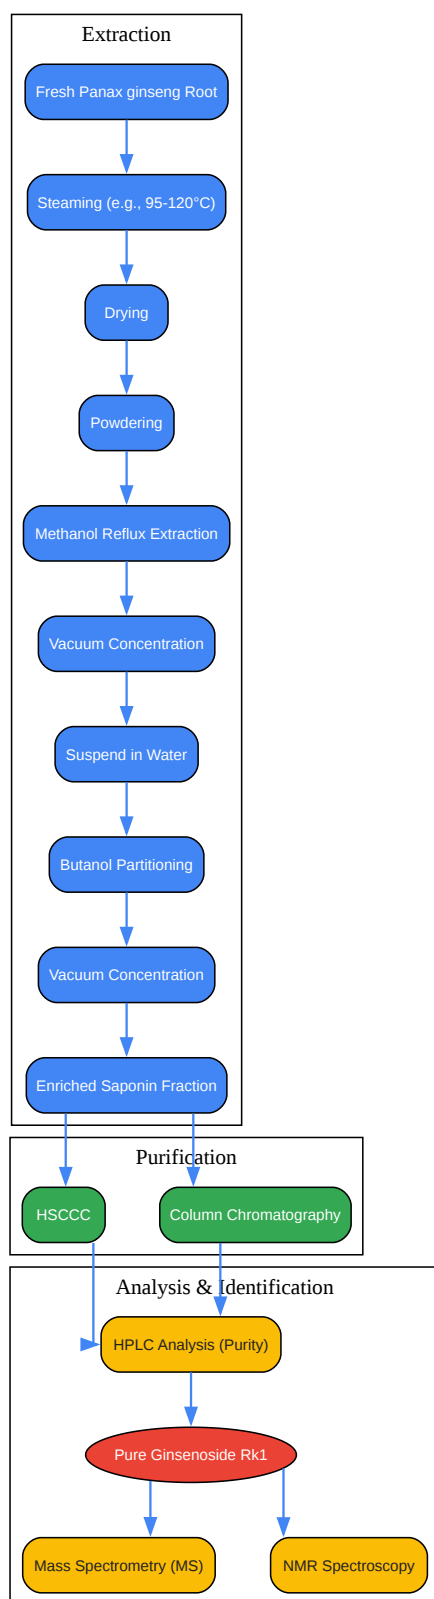 Extraction
Fresh Panax ginseng Root
Steaming (e.g., 95-120°C)
Drying
Powdering
Methanol Reflux Extraction
Vacuum Concentration
Suspend in Water
Butanol Partitioning
Vacuum Concentration
Enriched Saponin Fraction
Purification
HSCCC
Column Chromatography
Analysis & Identification
HPLC Analysis (Purity)
Pure Ginsenoside Rk1
Mass Spectrometry (MS)
NMR Spectroscopy